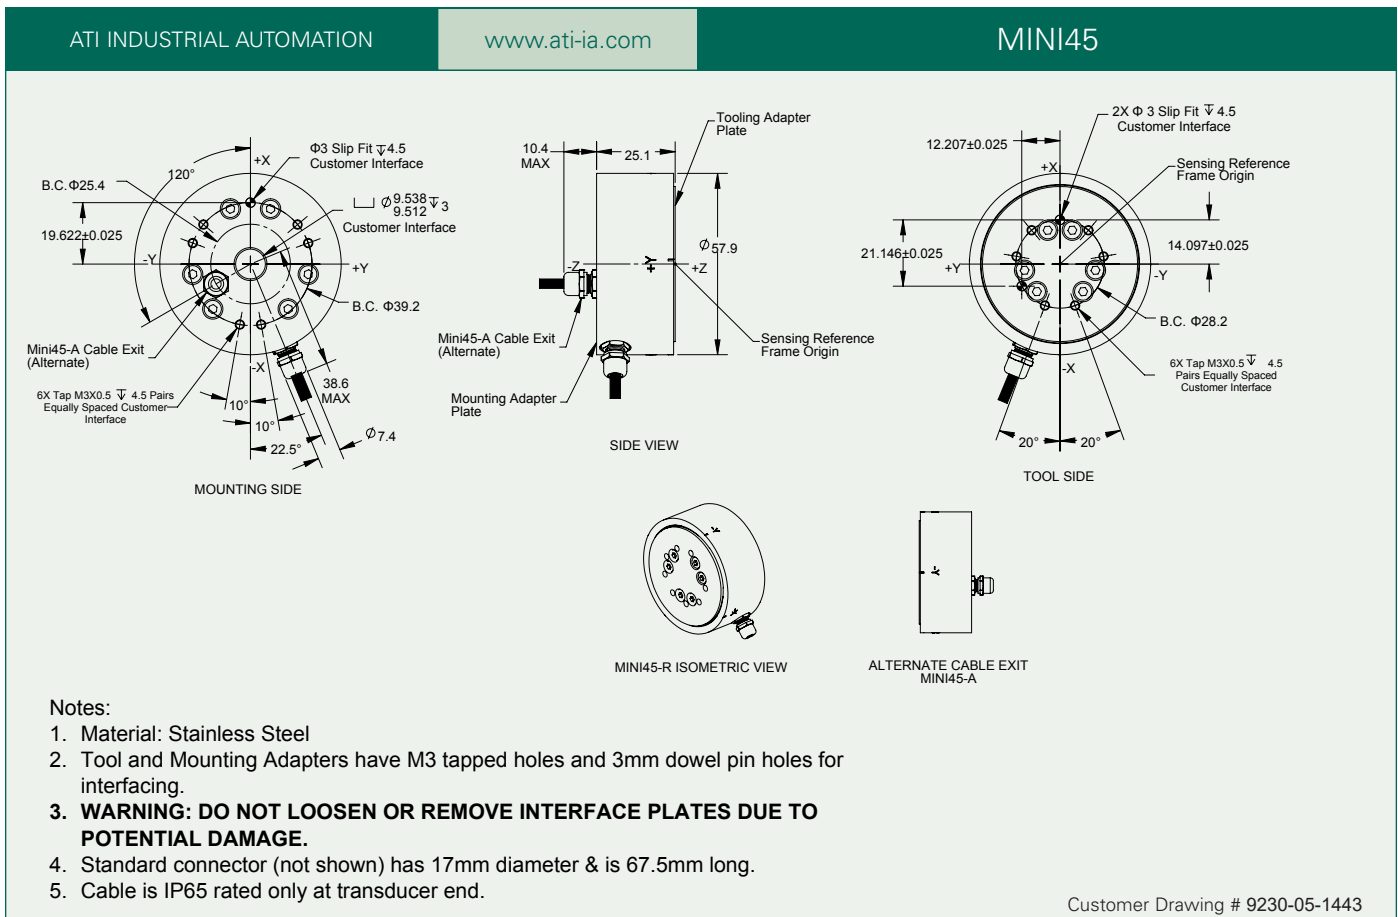 ATI INDUSTRIAL AUTOMATION
www.ati-ia.com
MINI45
Φ3 Slip Fit ↧4.5
Customer Interface
+X
120°
B.C.Φ25.4
⌴ ∅9.538 ↧3
9.512
Customer Interface
19.622±0.025
-Y
+Y
B.C. Φ39.2
Mini45-A Cable Exit
(Alternate)
-X
38.6
MAX
6X Tap M3X0.5 ↧ 4.5 Pairs
Equally Spaced Customer
Interface
10°
10°
22.5°
∅7.4
MOUNTING SIDE
Tooling Adapter
Plate
10.4
MAX
25.1
∅57.9
+Y
-Z
+Z
Mini45-A Cable Exit
(Alternate)
Sensing Reference
Frame Origin
Mounting Adapter
Plate
SIDE VIEW
2X Φ 3 Slip Fit ↧ 4.5
Customer Interface
12.207±0.025
+X
Sensing Reference
Frame Origin
21.146±0.025
14.097±0.025
+Y
-Y
B.C. Φ28.2
-X
6X Tap M3X0.5 ↧ 4.5
Pairs Equally Spaced
Customer Interface
20°
20°
TOOL SIDE
-Y
-X
MINI45-R ISOMETRIC VIEW
-Y
ALTERNATE CABLE EXIT
MINI45-A
Notes:
1. Material: Stainless Steel
2. Tool and Mounting Adapters have M3 tapped holes and 3mm dowel pin holes for
interfacing.
3. WARNING: DO NOT LOOSEN OR REMOVE INTERFACE PLATES DUE TO
POTENTIAL DAMAGE.
4. Standard connector (not shown) has 17mm diameter & is 67.5mm long.
5. Cable is IP65 rated only at transducer end.
Customer Drawing # 9230-05-1443